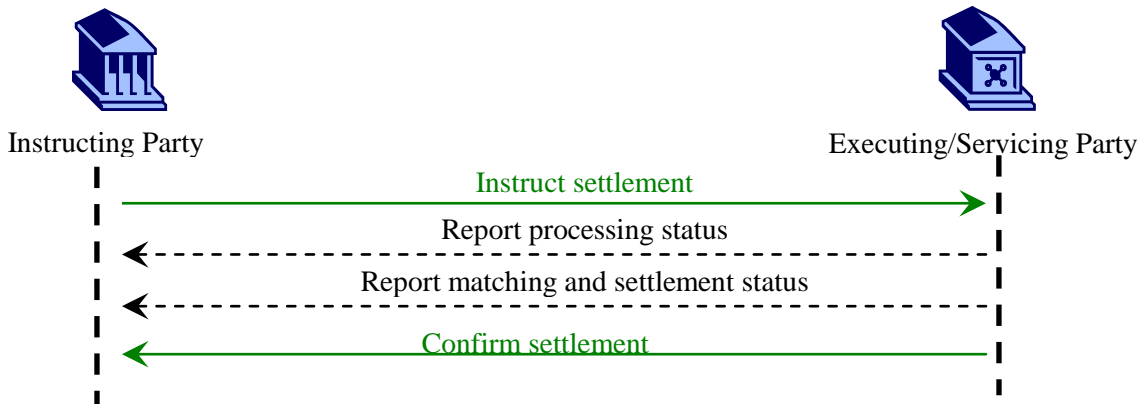 Instructing Party
Executing/Servicing Party
Instruct settlement
Report processing status
Report matching and settlement status
Confirm settlement